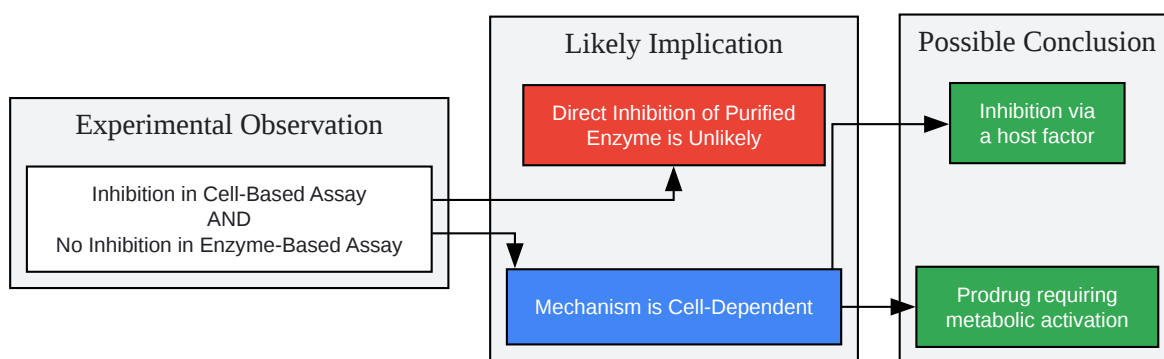 Experimental Observation
Inhibition in Cell-Based Assay
AND
No Inhibition in Enzyme-Based Assay
Likely Implication
Direct Inhibition of Purified
Enzyme is Unlikely
Mechanism is Cell-Dependent
Possible Conclusion
Inhibition via
a host factor
Prodrug requiring
metabolic activation